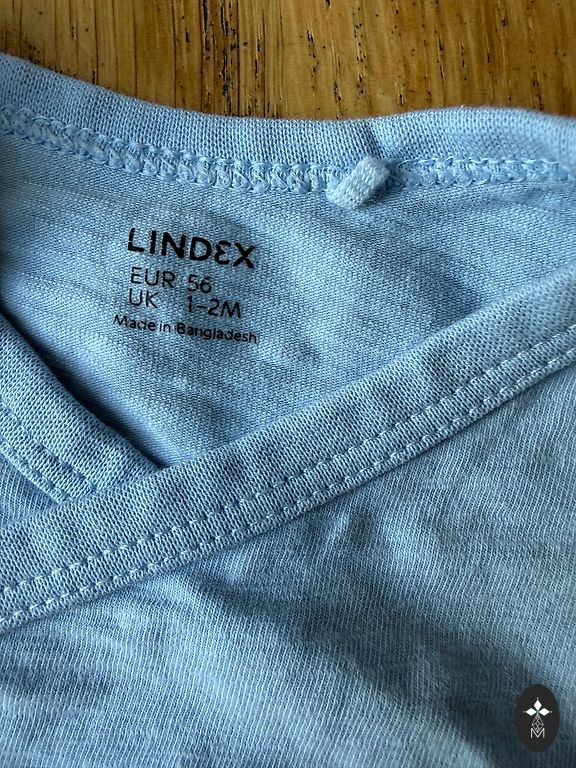 LINDEX
EUR 56
UK 1-2M
Made in Bangladesh